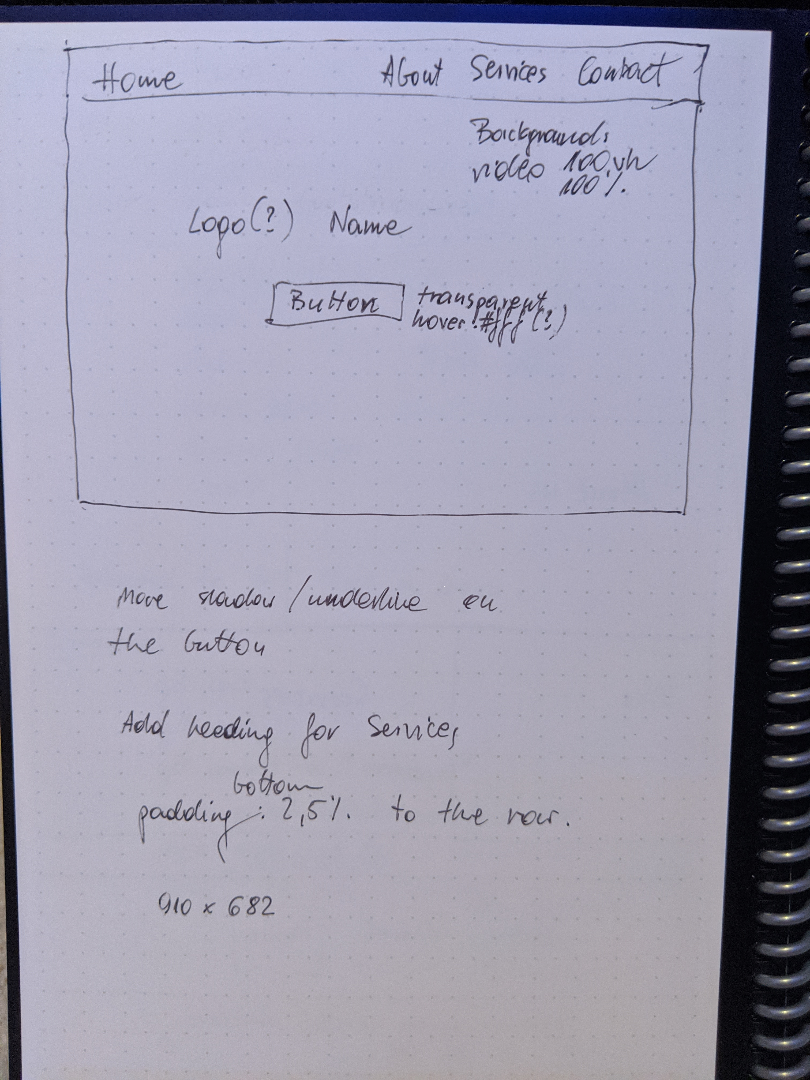 Home About Services Contact
Background:
video 100vh
100%.
Logo(?) Name
Button
transparent
hover: #fff (?)
Move shadow/underline on
the button
Add heading for Services
bottom
padding: 2,5%. to the row.
910 x 682